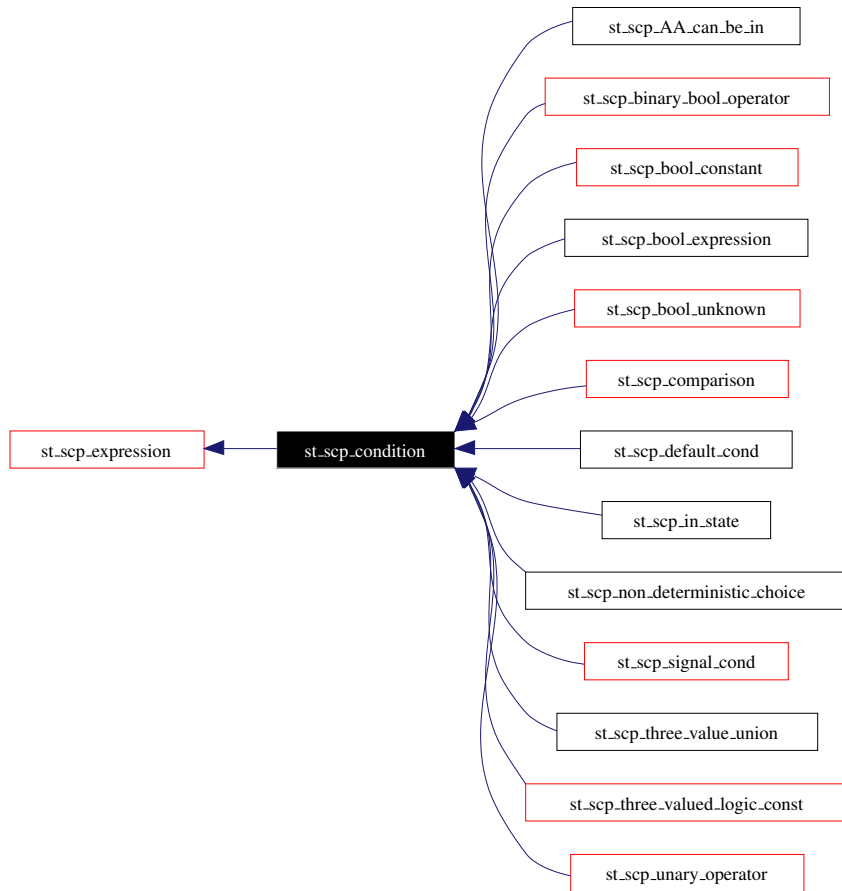 st_scp_AA_can_be_in
st_scp_binary_bool_operator
st_scp_bool_constant
st_scp_bool_expression
st_scp_bool_unknown
st_scp_comparison
st_scp_expression
st_scp_condition
st_scp_default_cond
st_scp_in_state
st_scp_non_deterministic_choice
st_scp_signal_cond
st_scp_three_value_union
st_scp_three_valued_logic_const
st_scp_unary_operator